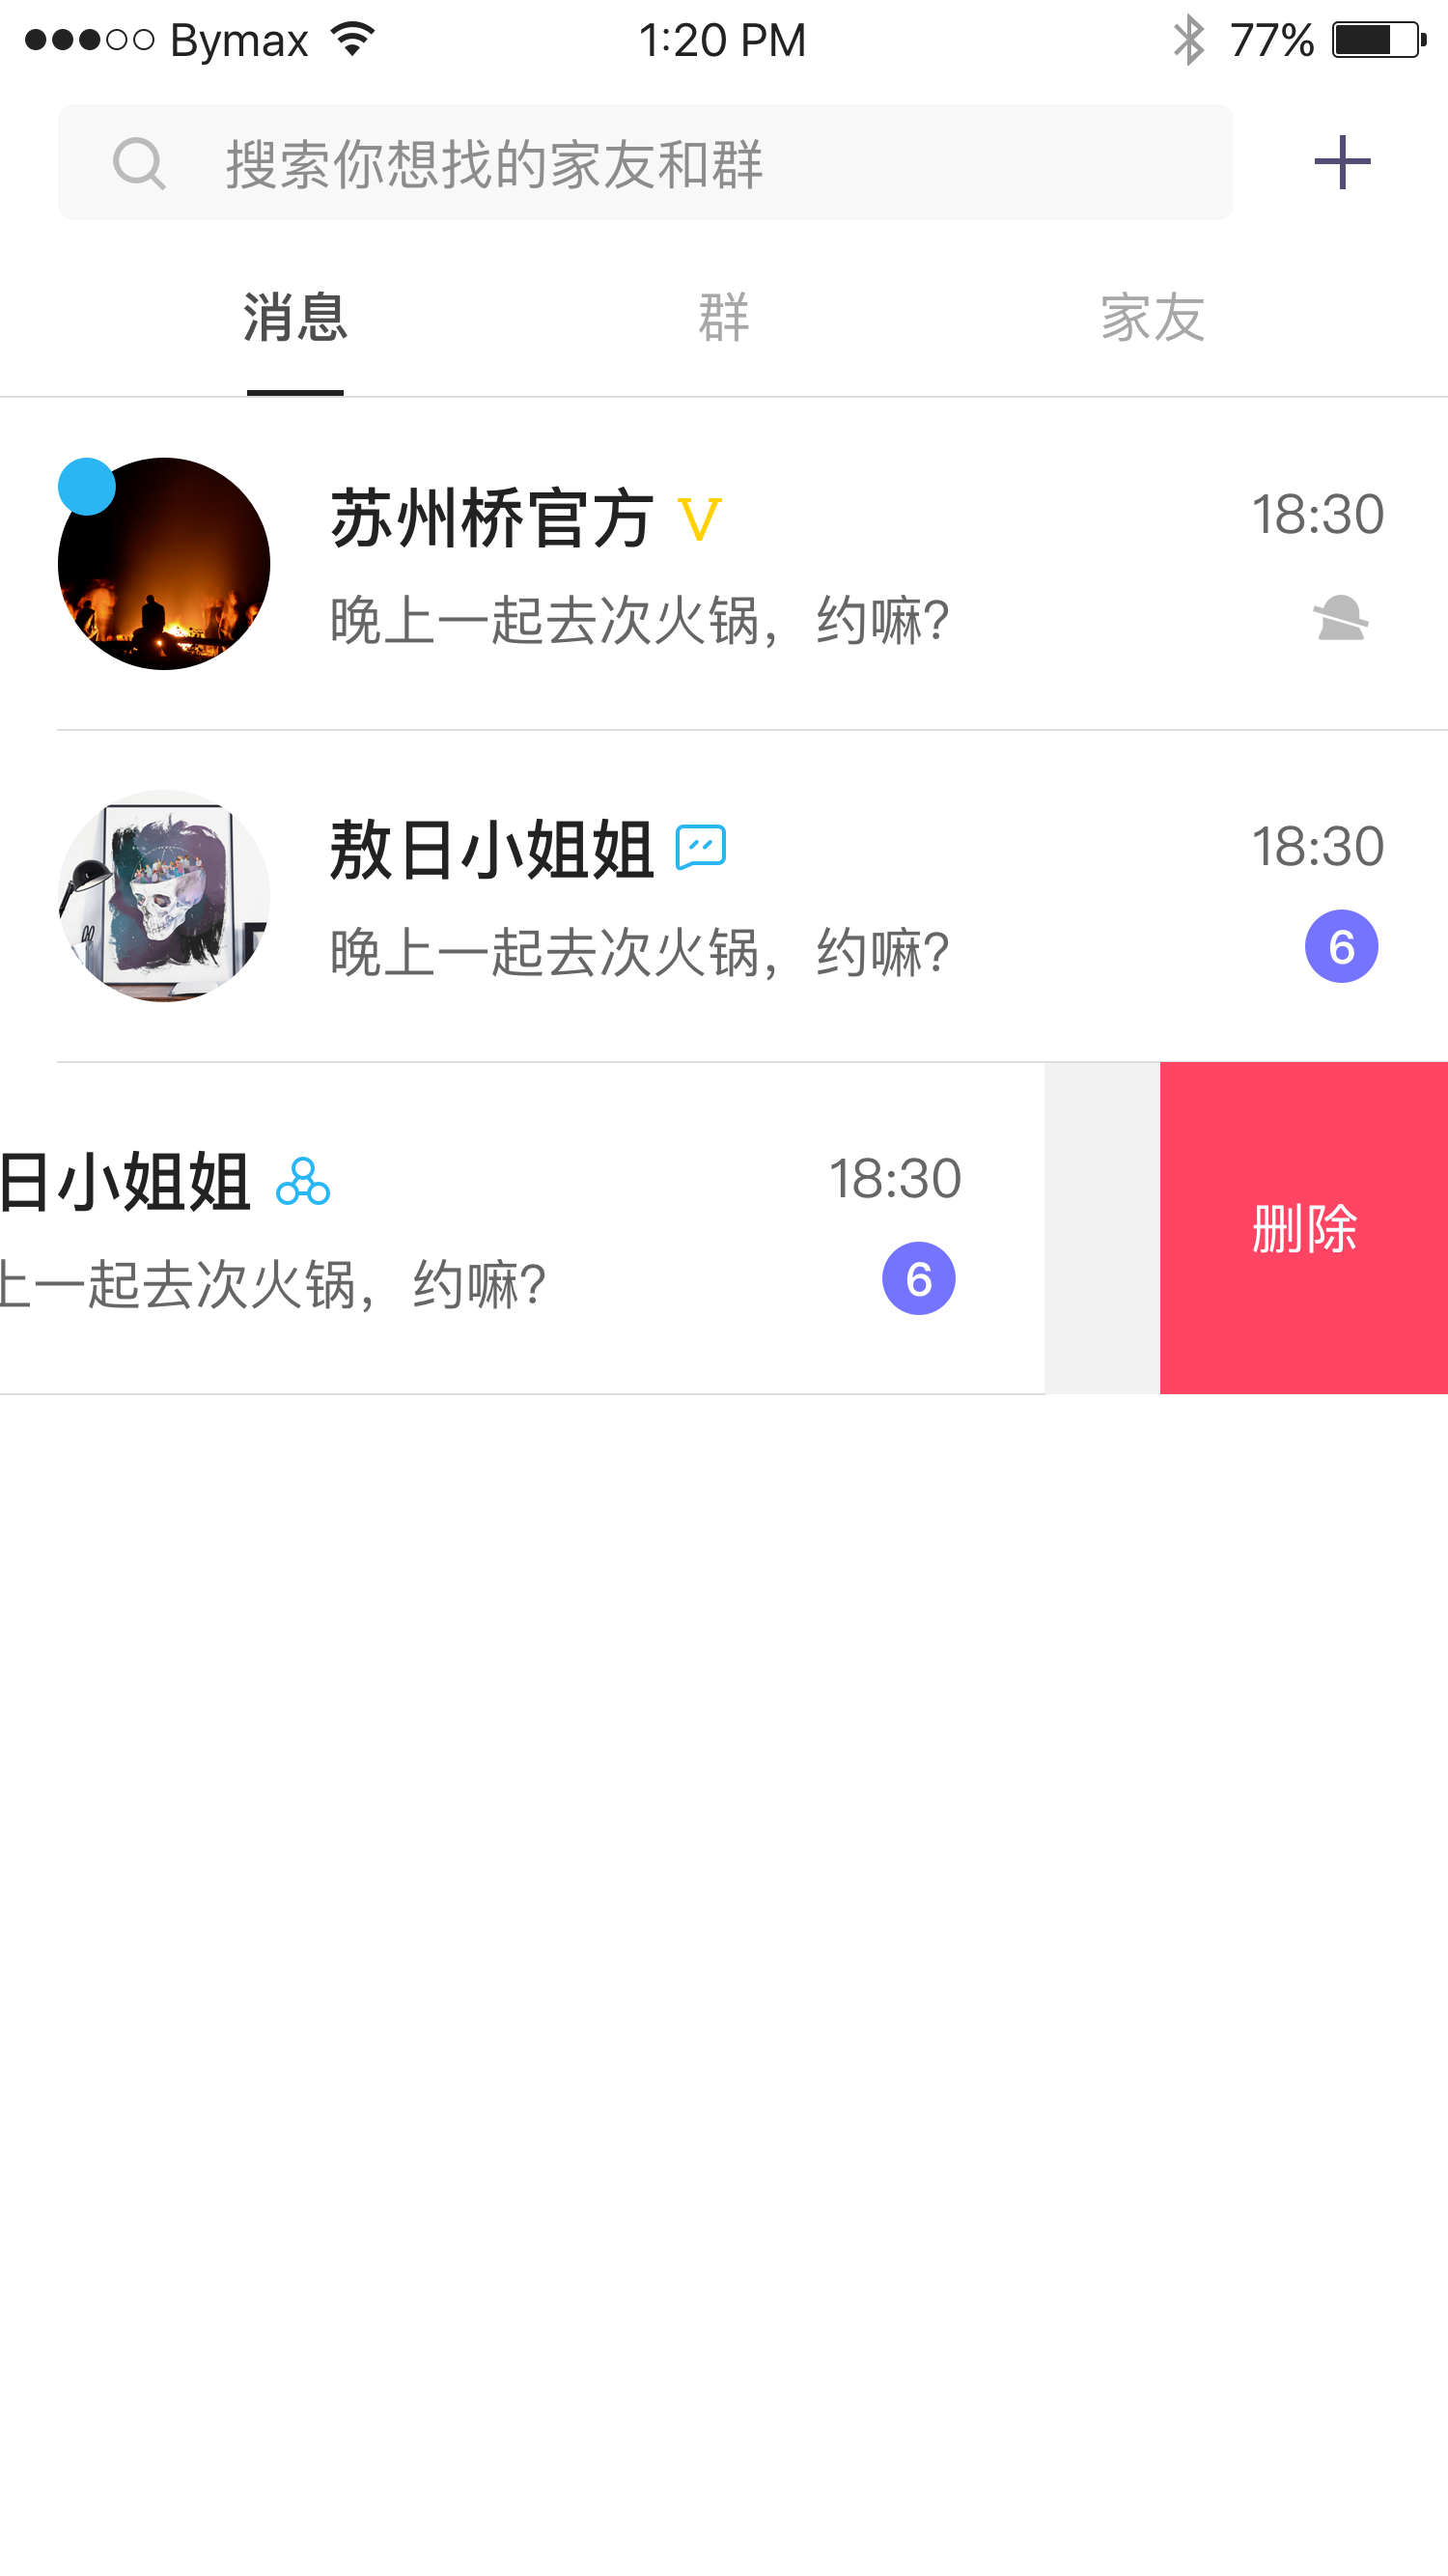 Bymax 1:20 PM 77%
搜索你想找的家友和群
消息 群 家友
苏州桥官方 V 18:30
晚上一起去次火锅，约嘛?
敖日小姐姐 18:30
晚上一起去次火锅，约嘛? 6
日小姐姐 18:30
上一起去次火锅，约嘛? 6
删除